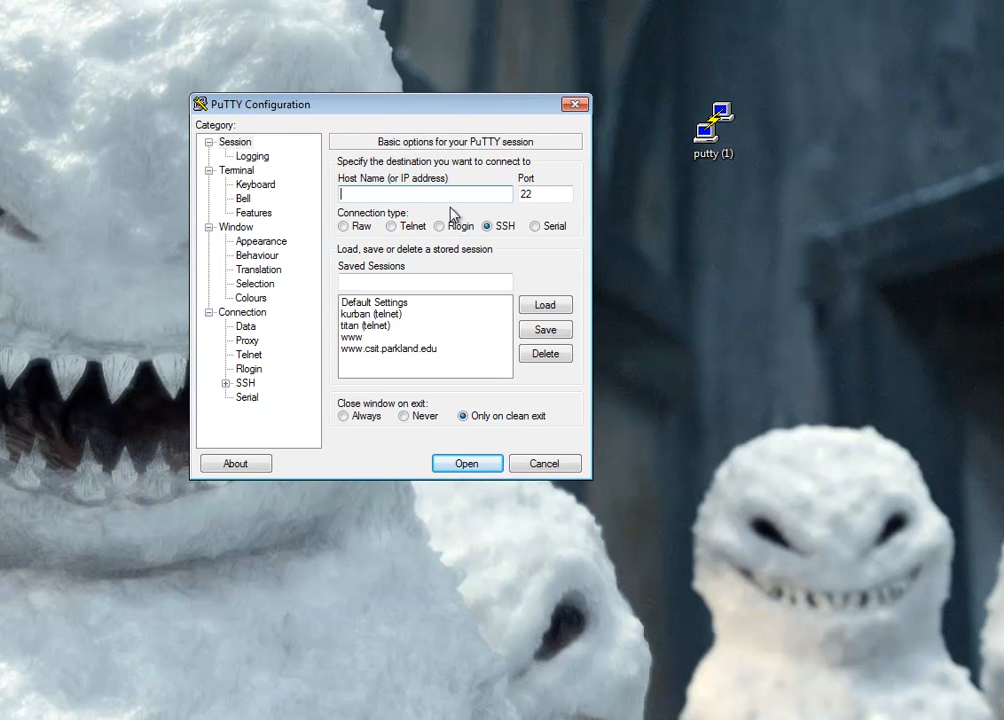 PuTTY Configuration
Category:
Session
Logging
Terminal
Keyboard
Bell
Features
Window
Appearance
Behaviour
Translation
Selection
Colours
Connection
Data
Proxy
Telnet
Rlogin
SSH
Serial
Basic options for your PuTTY session
Specify the destination you want to connect to
Host Name (or IP address) Port
22
Connection type:
Raw Telnet Rlogin SSH Serial
Load, save or delete a stored session
Saved Sessions
Default Settings
kurban (telnet)
titan (telnet)
www
www.csit.parkland.edu
Load
Save
Delete
Close window on exit:
Always Never Only on clean exit
About Open Cancel
putty (1)